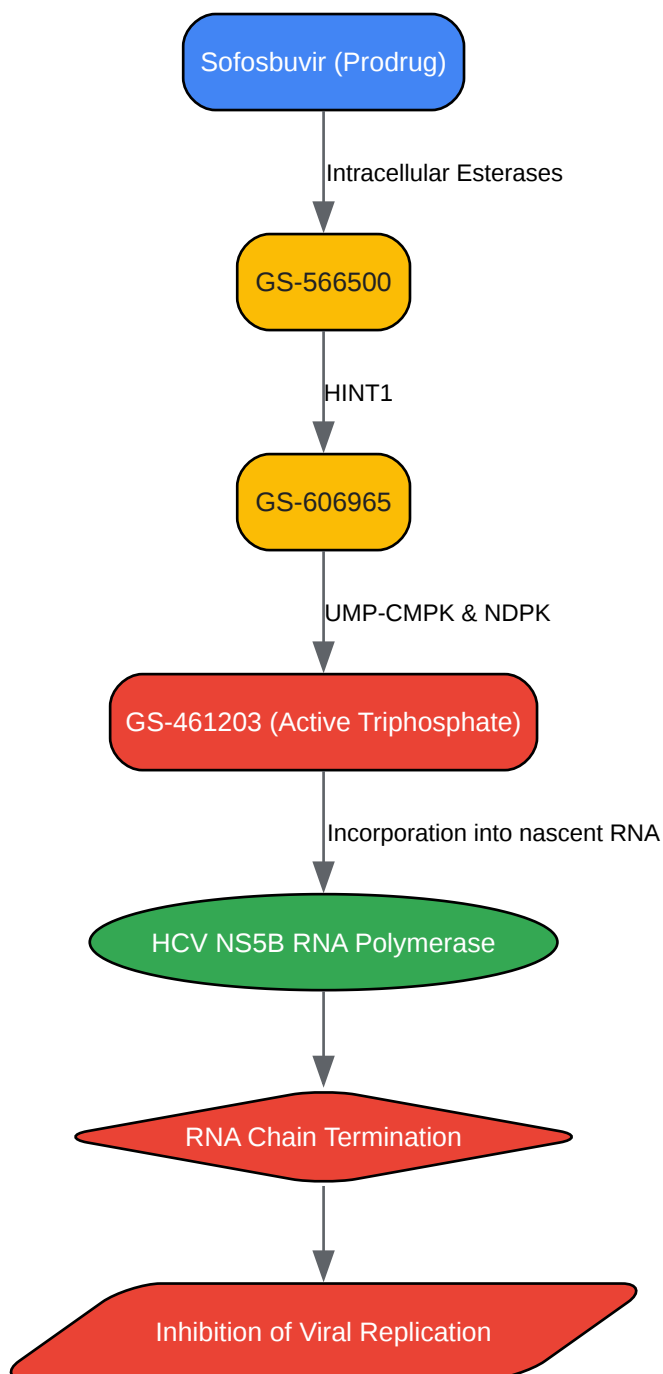 Sofosbuvir (Prodrug)
Intracellular Esterases
GS-566500
HINT1
GS-606965
UMP-CMPK & NDPK
GS-461203 (Active Triphosphate)
Incorporation into nascent RNA
HCV NS5B RNA Polymerase
RNA Chain Termination
Inhibition of Viral Replication